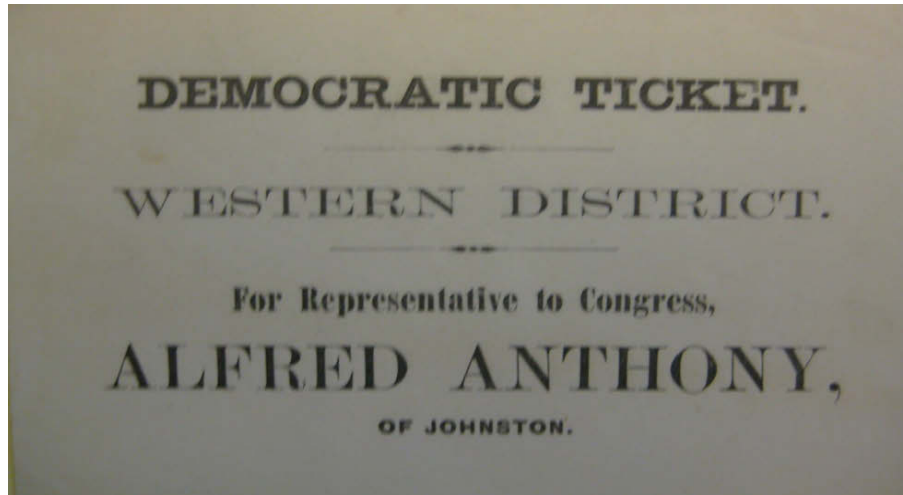 DEMOCRATIC TICKET.
WESTERN DISTRICT.
For Representative to Congress,
ALFRED ANTHONY,
OF JOHNSTON.